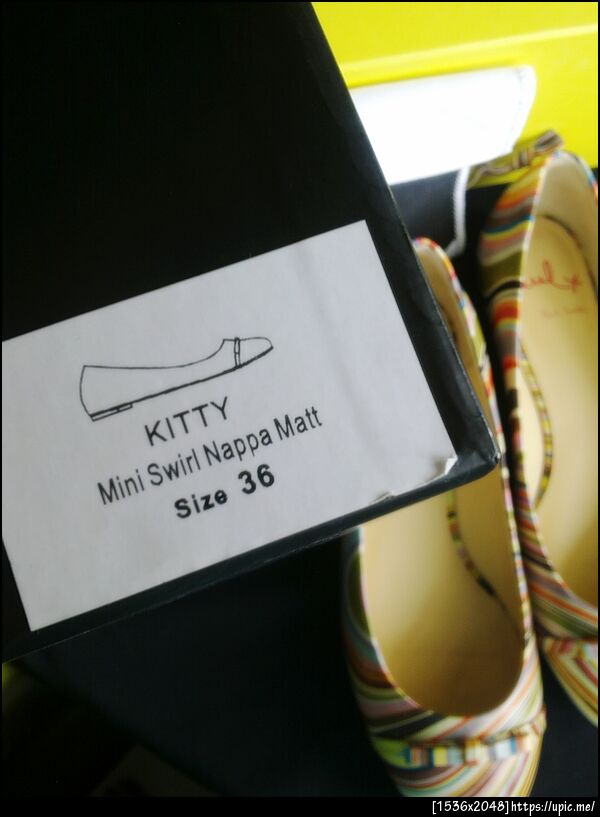 KITTY
Mini Swirl Nappa Matt
Size 36
[1536x2048]https://upic.me/